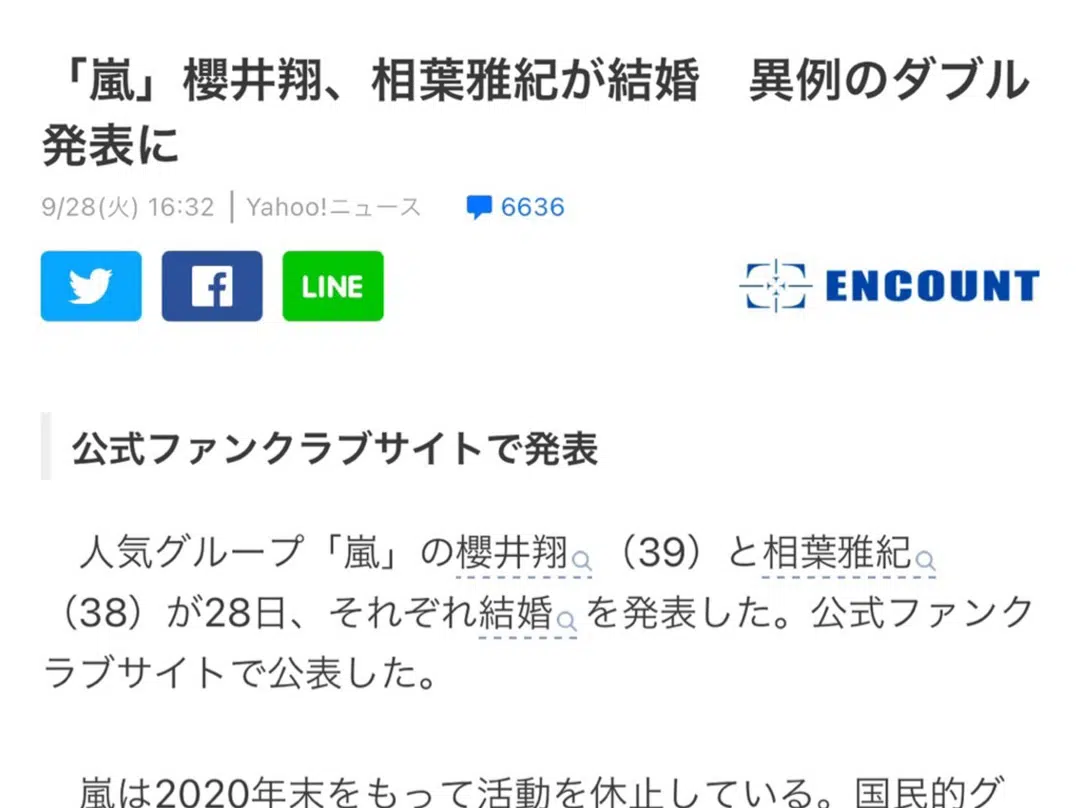 「嵐」櫻井翔、相葉雅紀が結婚　異例のダブル
発表に
9/28(火) 16:32 | Yahoo!ニュース 6636
LINE
ENCOUNT
公式ファンクラブサイトで発表
人気グループ「嵐」の櫻井翔（39）と相葉雅紀
（38）が28日、それぞれ結婚を発表した。公式ファンク
ラブサイトで公表した。
嵐は2020年末をもって活動を休止している。国民的グ